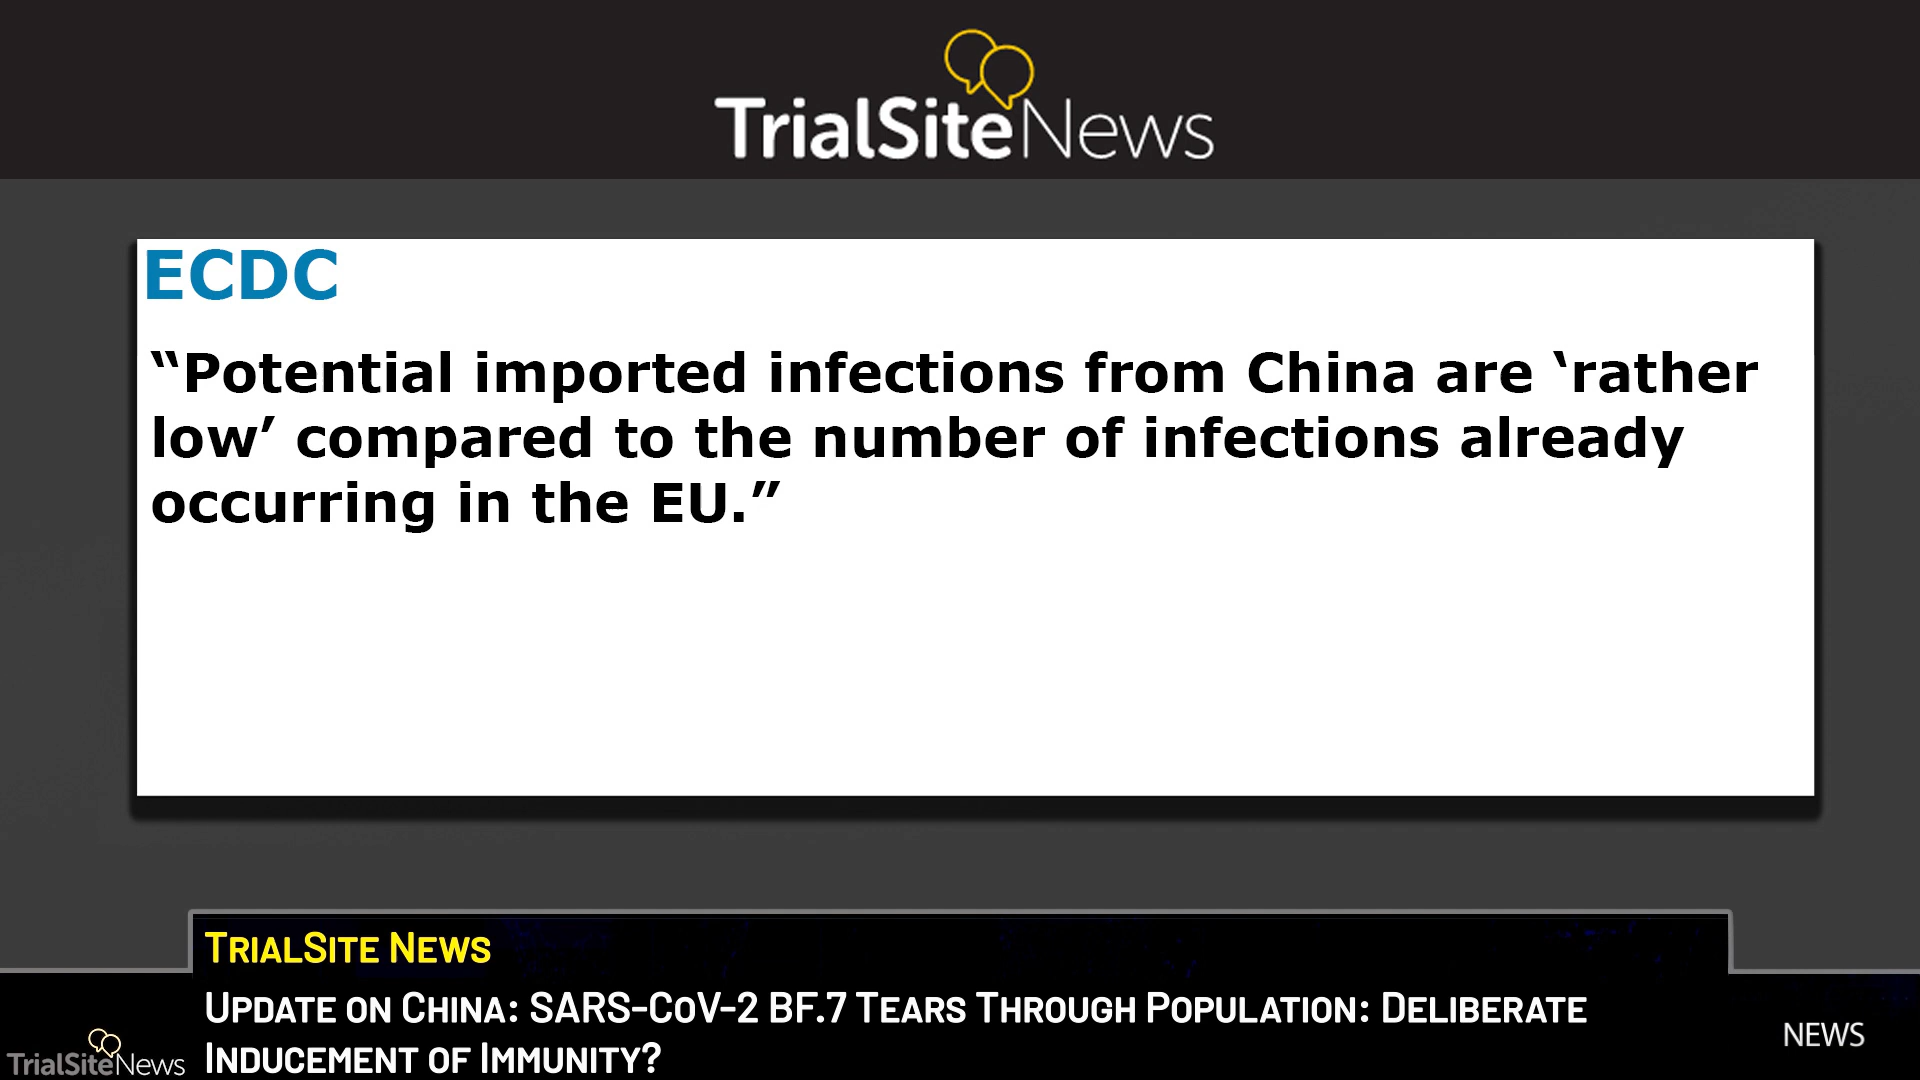 TrialSiteNews
ECDC
“Potential imported infections from China are ‘rather
low’ compared to the number of infections already
occurring in the EU.”
TrialSite News
Update on China: SARS-CoV-2 BF.7 Tears Through Population: Deliberate
Inducement of Immunity?
TrialSiteNews
NEWS